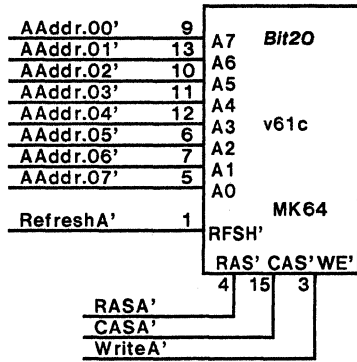 AAddr.00' 9 A7 Bit20
AAddr.01' 13 A6
AAddr.02' 10 A5
AAddr.03' 11 A4
AAddr.04' 12 A3 v61c
AAddr.05' 6 A2
AAddr.06' 7 A1
AAddr.07' 5 A0
MK64
RefreshA' 1 RFSH'
RAS' CAS' WE'
4 15 3
RASA'
CASA'
WriteA'